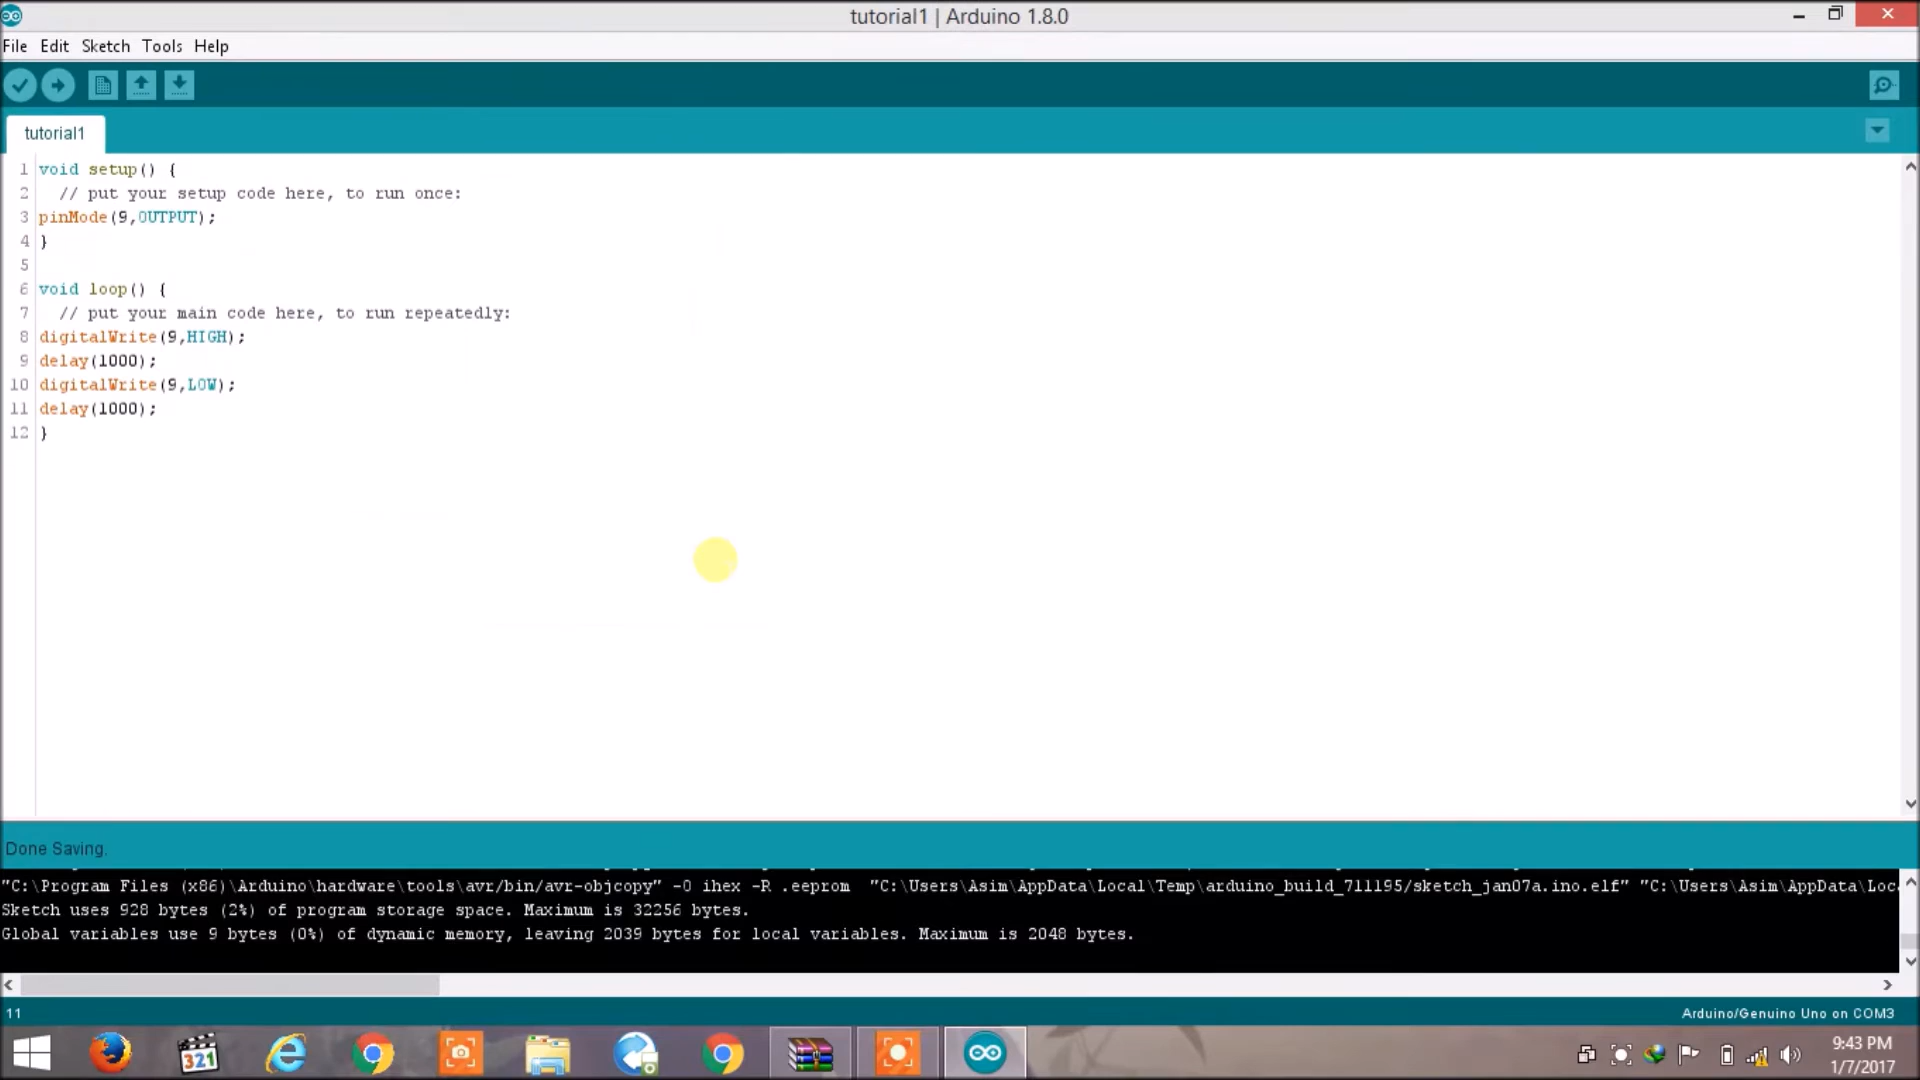 tutorial1 | Arduino 1.8.0
File Edit Sketch Tools Help
tutorial1
1 void setup() {
2 // put your setup code here, to run once:
3 pinMode(9,OUTPUT);
4 }
5
6 void loop() {
7 // put your main code here, to run repeatedly:
8 digitalWrite(9,HIGH);
9 delay(1000);
10 digitalWrite(9,LOW);
11 delay(1000);
12 }
Done Saving.
"C:\Program Files (x86)\Arduino\hardware\tools\avr/bin/avr-objcopy" -O ihex -R .eeprom "C:\Users\Asim\AppData\Local\Temp\arduino_build_711195/sketch_jan07a.ino.elf" "C:\Users\Asim\AppData\Loc
Sketch uses 928 bytes (2%) of program storage space. Maximum is 32256 bytes.
Global variables use 9 bytes (0%) of dynamic memory, leaving 2039 bytes for local variables. Maximum is 2048 bytes.
11 Arduino/Genuino Uno on COM3
321
9:43 PM
1/7/2017